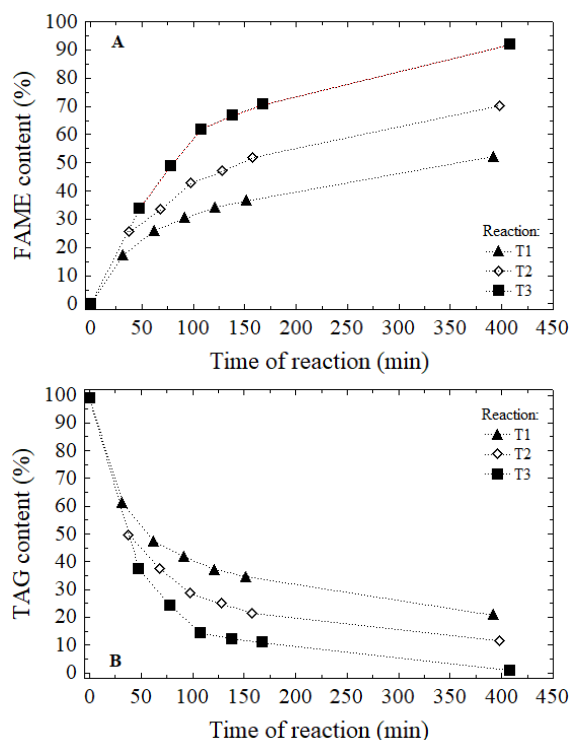 A
FAME content (%)
100
90
80
70
60
50
40
30
20
10
0
Reaction:
T1
T2
T3
0 50 100 150 200 250 300 350 400 450
Time of reaction (min)
B
TAG content (%)
100
90
80
70
60
50
40
30
20
10
0
Reaction:
T1
T2
T3
0 50 100 150 200 250 300 350 400 450
Time of reaction (min)